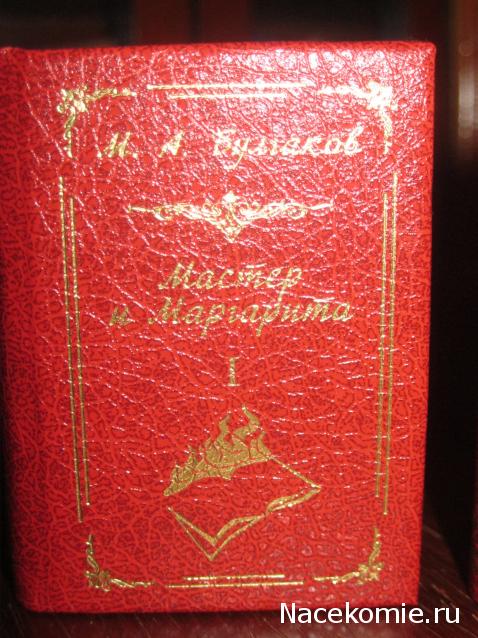 М. А. Булгаков
Мастер
и Маргарита
I
Nacekomie.ru